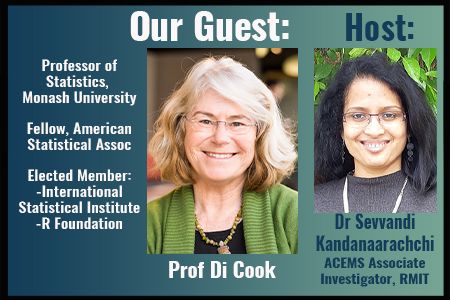 Our Guest:
Host:
Professor of
Statistics,
Monash University
Fellow, American
Statistical Assoc
Elected Member:
-International
Statistical Institute
-R Foundation
Prof Di Cook
Dr Sevvandi
Kandanaarachchi
ACEMS Associate
Investigator, RMIT